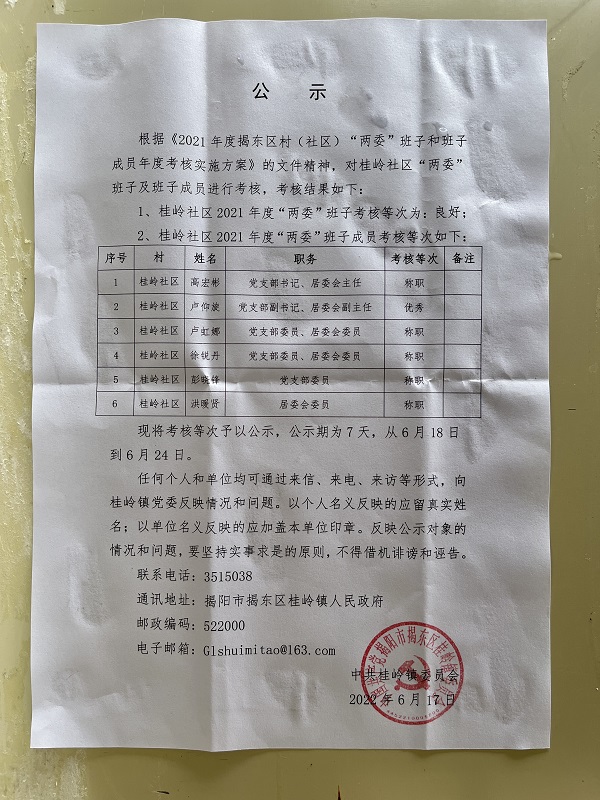 公 示
根据《2021年度揭东区村（社区）“两委”班子和班子
成员年度考核实施方案》的文件精神，对桂岭社区“两委”
班子及班子成员进行考核，考核结果如下：
1、桂岭社区2021年度“两委”班子考核等次为：良好；
2、桂岭社区2021年度“两委”班子成员考核等次如下：
序号 村 姓名 职务 考核等次 备注
1 桂岭社区 高宏彬 党支部书记、居委会主任 称职
2 桂岭社区 卢仰旋 党支部副书记、居委会副主任 优秀
3 桂岭社区 卢虹娜 党支部委员、居委会委员 称职
4 桂岭社区 徐锐丹 党支部委员、居委会委员 称职
5 桂岭社区 彭晓锋 党支部委员 称职
6 桂岭社区 洪暖贤 居委会委员 称职
现将考核等次予以公示，公示期为7天，从6月18日
到6月24日。
任何个人和单位均可通过来信、来电、来访等形式，向
桂岭镇党委反映情况和问题。以个人名义反映的应留真实姓
名；以单位名义反映的应加盖本单位印章。反映公示对象的
情况和问题，要坚持实事求是的原则，不得借机诽谤和诬告。
联系电话：3515038
通讯地址：揭阳市揭东区桂岭镇人民政府
邮政编码：522000
电子邮箱：Glshuimitao@163.com
中共桂岭镇委员会
2022年6月17日